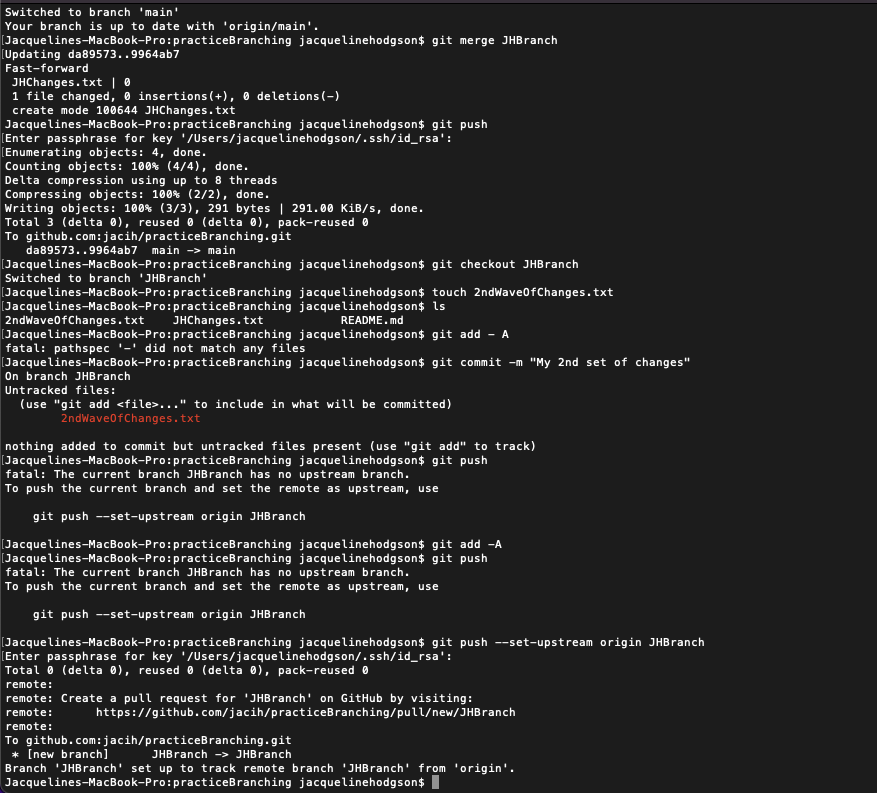 Switched to branch 'main'
Your branch is up to date with 'origin/main'.
[Jacquelines-MacBook-Pro:practiceBranching jacquelinehodgson$ git merge JHBranch
[Updating da89573..9964ab7
Fast-forward
 JHChanges.txt | 0
 1 file changed, 0 insertions(+), 0 deletions(-)
 create mode 100644 JHChanges.txt
Jacquelines-MacBook-Pro:practiceBranching jacquelinehodgson$ git push
[Enter passphrase for key '/Users/jacquelinehodgson/.ssh/id_rsa':
[Enumerating objects: 4, done.
Counting objects: 100% (4/4), done.
Delta compression using up to 8 threads
Compressing objects: 100% (2/2), done.
Writing objects: 100% (3/3), 291 bytes | 291.00 KiB/s, done.
Total 3 (delta 0), reused 0 (delta 0), pack-reused 0
To github.com:jacih/practiceBranching.git
   da89573..9964ab7  main -> main
[Jacquelines-MacBook-Pro:practiceBranching jacquelinehodgson$ git checkout JHBranch
Switched to branch 'JHBranch'
[Jacquelines-MacBook-Pro:practiceBranching jacquelinehodgson$ touch 2ndWaveOfChanges.txt
[Jacquelines-MacBook-Pro:practiceBranching jacquelinehodgson$ ls
2ndWaveOfChanges.txt    JHChanges.txt           README.md
[Jacquelines-MacBook-Pro:practiceBranching jacquelinehodgson$ git add - A
fatal: pathspec '-' did not match any files
[Jacquelines-MacBook-Pro:practiceBranching jacquelinehodgson$ git commit -m "My 2nd set of changes"
On branch JHBranch
Untracked files:
  (use "git add <file>..." to include in what will be committed)
        2ndWaveOfChanges.txt
nothing added to commit but untracked files present (use "git add" to track)
[Jacquelines-MacBook-Pro:practiceBranching jacquelinehodgson$ git push
fatal: The current branch JHBranch has no upstream branch.
To push the current branch and set the remote as upstream, use
    git push --set-upstream origin JHBranch
[Jacquelines-MacBook-Pro:practiceBranching jacquelinehodgson$ git add -A
[Jacquelines-MacBook-Pro:practiceBranching jacquelinehodgson$ git push
fatal: The current branch JHBranch has no upstream branch.
To push the current branch and set the remote as upstream, use
    git push --set-upstream origin JHBranch
[Jacquelines-MacBook-Pro:practiceBranching jacquelinehodgson$ git push --set-upstream origin JHBranch
[Enter passphrase for key '/Users/jacquelinehodgson/.ssh/id_rsa':
Total 0 (delta 0), reused 0 (delta 0), pack-reused 0
remote:
remote: Create a pull request for 'JHBranch' on GitHub by visiting:
remote:      https://github.com/jacih/practiceBranching/pull/new/JHBranch
remote:
To github.com:jacih/practiceBranching.git
 * [new branch]      JHBranch -> JHBranch
Branch 'JHBranch' set up to track remote branch 'JHBranch' from 'origin'.
Jacquelines-MacBook-Pro:practiceBranching jacquelinehodgson$